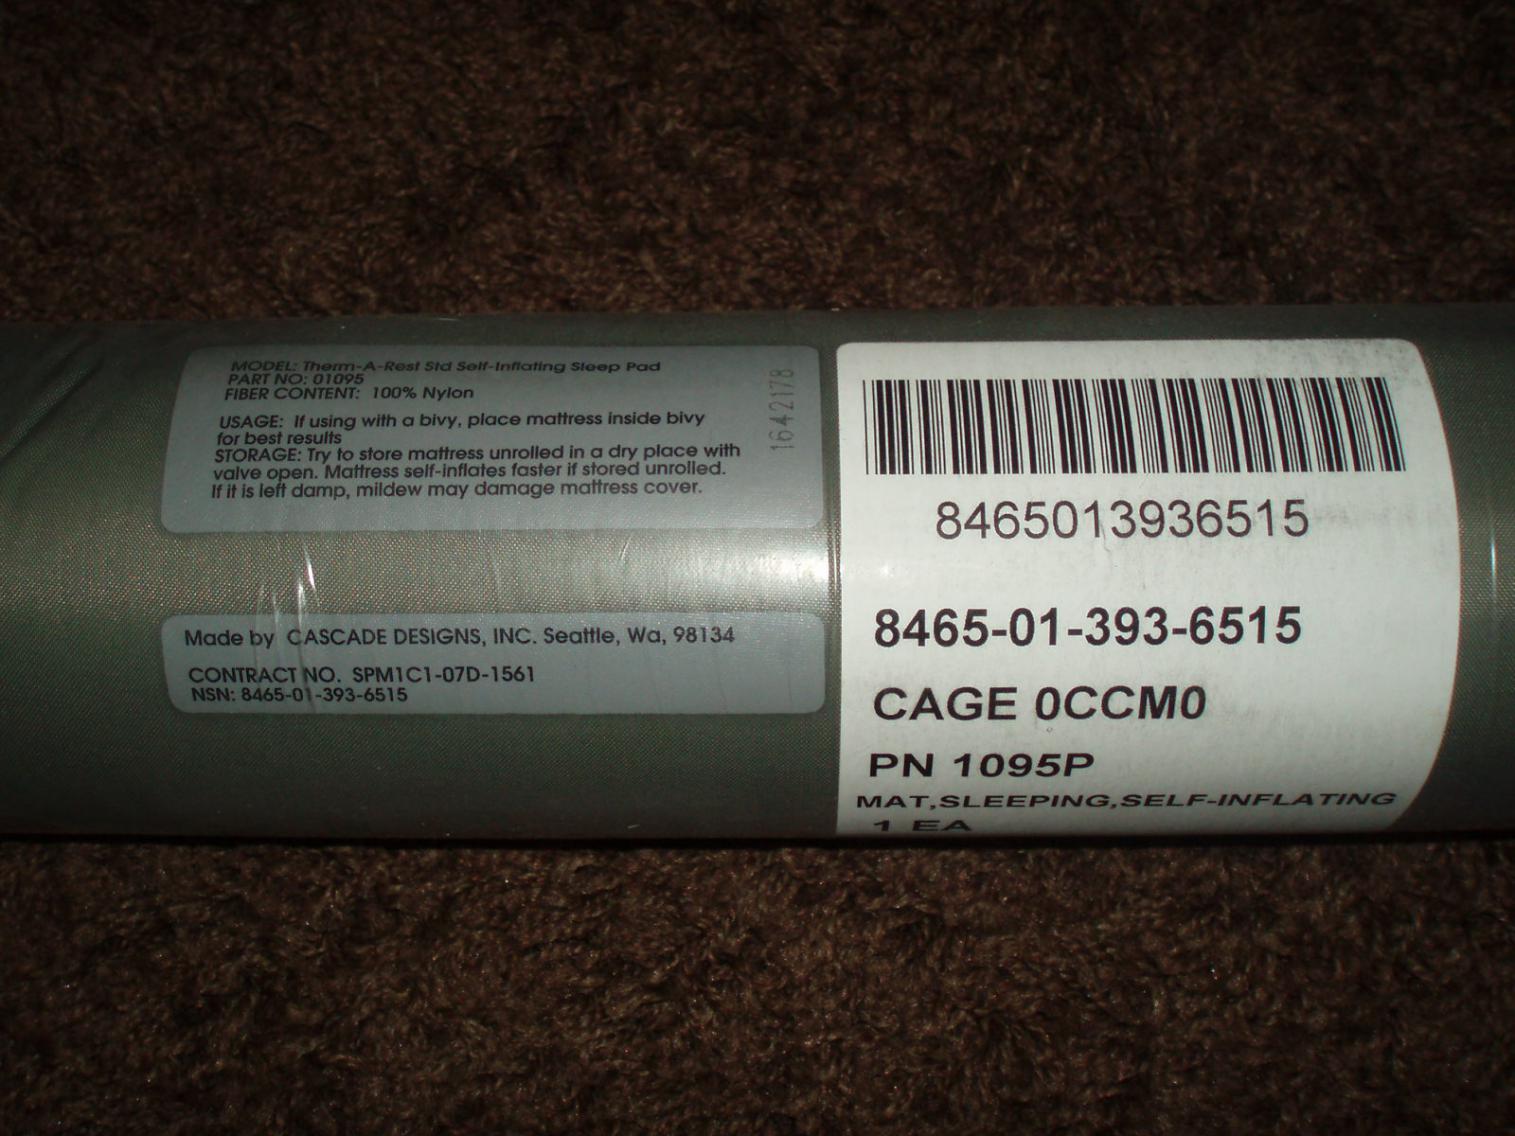 MODEL: Therm-A-Rest Std Self-Inflating Sleep Pad
PART NO: 01095
FIBER CONTENT: 100% Nylon
USAGE: If using with a bivy, place mattress inside bivy
for best results
STORAGE: Try to store mattress unrolled in a dry place with
valve open. Mattress self-inflates faster if stored unrolled.
If it is left damp, mildew may damage mattress cover.
1642178
Made by CASCADE DESIGNS, INC. Seattle, Wa, 98134
CONTRACT NO. SPM1C1-07D-1561
NSN: 8465-01-393-6515
8465013936515
8465-01-393-6515
CAGE 0CCM0
PN 1095P
MAT,SLEEPING,SELF-INFLATING
1 EA